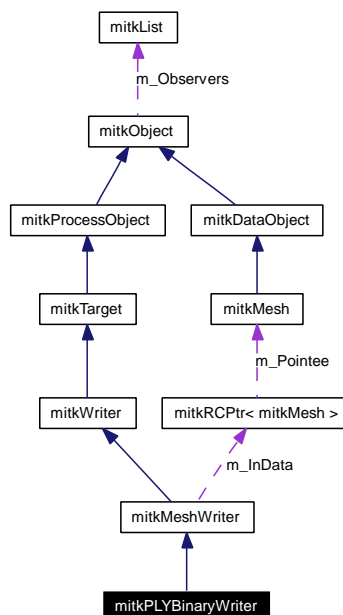 mitkList
m_Observers
mitkObject
mitkProcessObject
mitkDataObject
mitkTarget
mitkMesh
m_Pointee
mitkWriter
mitkRCPtr< mitkMesh >
m_InData
mitkMeshWriter
mitkPLYBinaryWriter